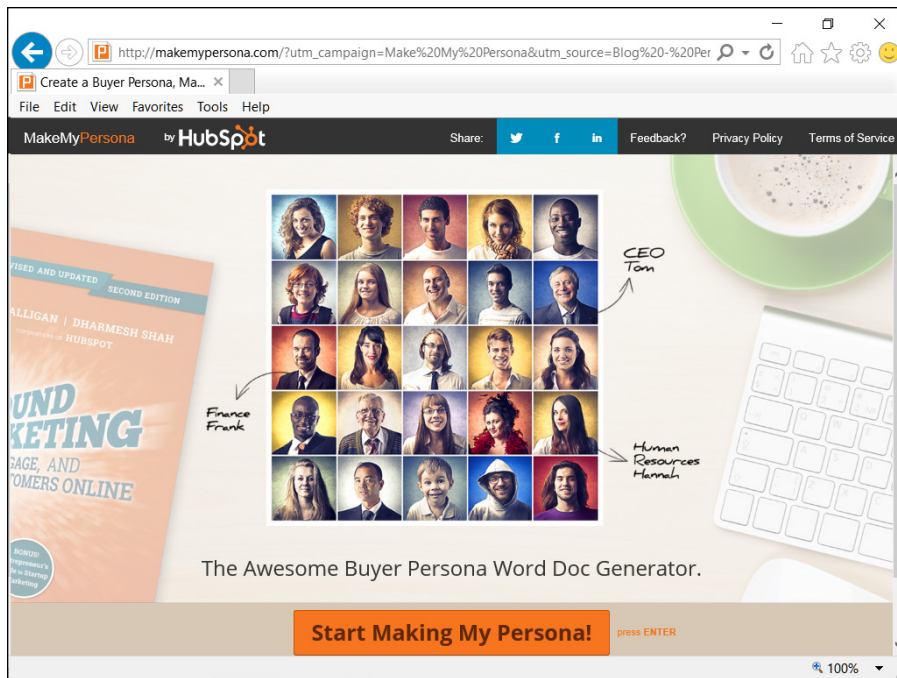 http://makemypersona.com/?utm_campaign=Make%20My%20Persona&utm_source=Blog%20-%20Per
Create a Buyer Persona, Ma...
File Edit View Favorites Tools Help
MakeMyPersona by HubSpot Share: Feedback? Privacy Policy Terms of Service
VISED AND UPDATED
SECOND EDITION
ALLIGAN | DHARMESH SHAH
HUBSPOT
UND
KETING
GAGE, AND
TOMERS ONLINE
BONUS!
CEO
Tom
Finance
Frank
Human
Resources
Hannah
The Awesome Buyer Persona Word Doc Generator.
Start Making My Persona! press ENTER
100%